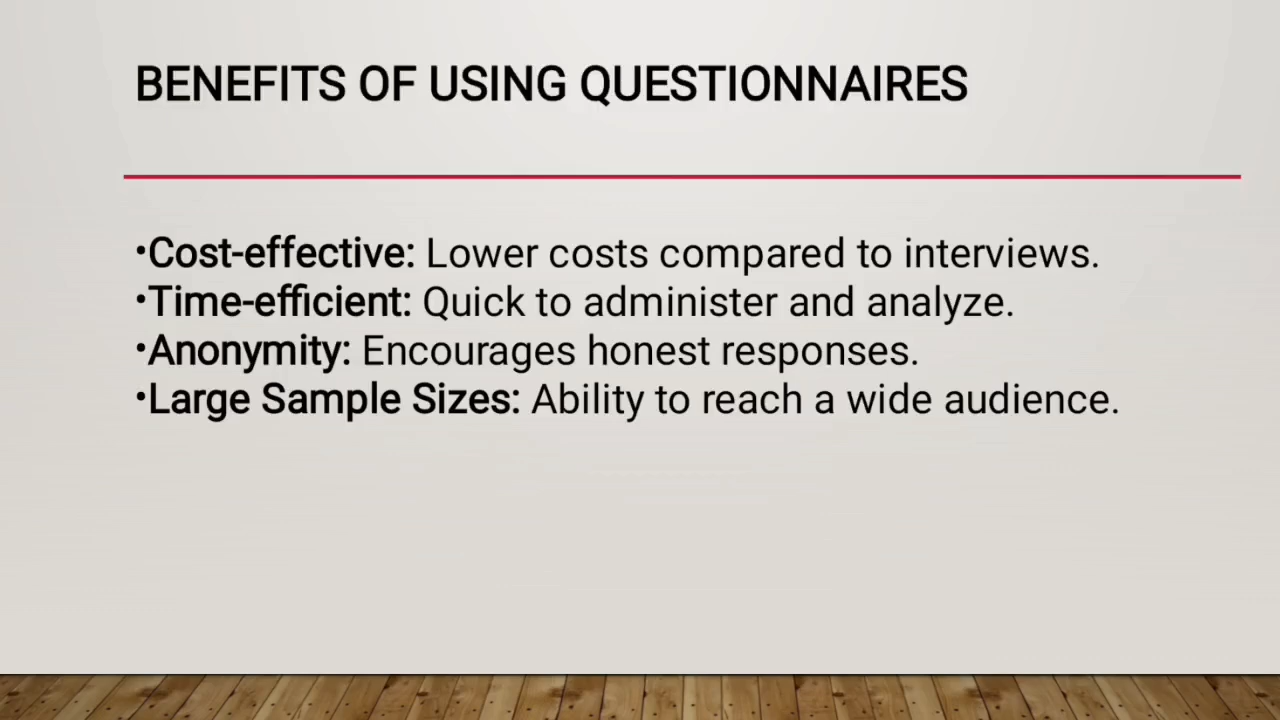 BENEFITS OF USING QUESTIONNAIRES
•Cost-effective: Lower costs compared to interviews.
•Time-efficient: Quick to administer and analyze.
•Anonymity: Encourages honest responses.
•Large Sample Sizes: Ability to reach a wide audience.